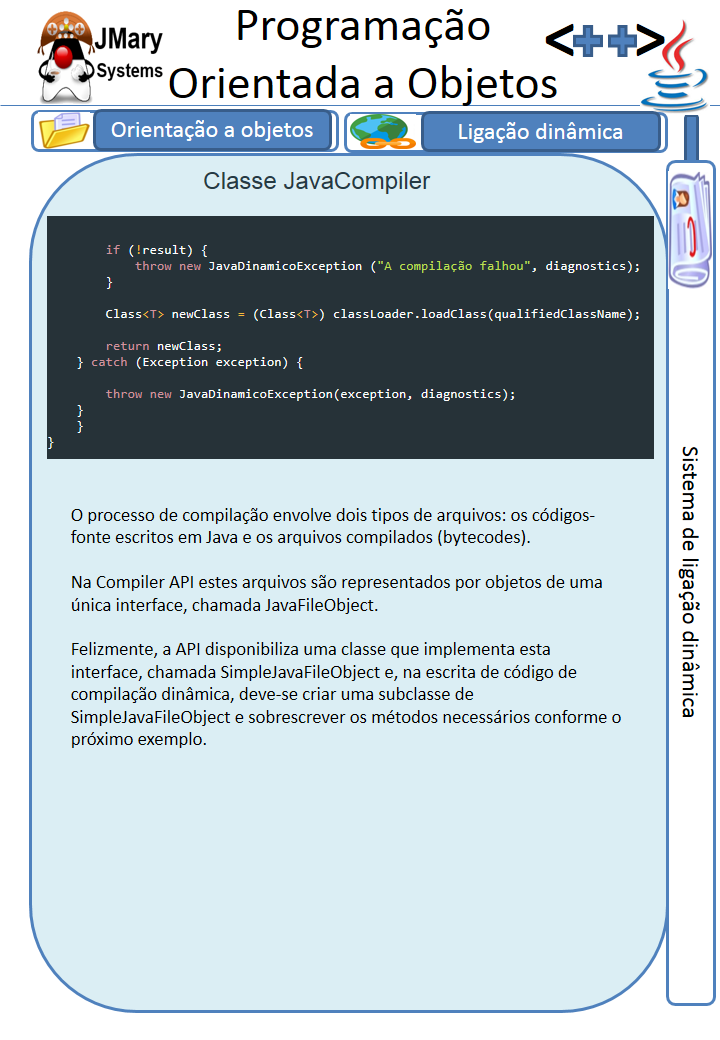 JMary
Systems
Programação
Orientada a Objetos
<++>
Orientação a objetos
Ligação dinâmica
Classe JavaCompiler
if (!result) {
throw new JavaDinamicoException ("A compilação falhou", diagnostics);
}
Class<T> newClass = (Class<T>) classLoader.loadClass(qualifiedClassName);
return newClass;
} catch (Exception exception) {
throw new JavaDinamicoException(exception, diagnostics);
}
}
}
O processo de compilação envolve dois tipos de arquivos: os códigos-
fonte escritos em Java e os arquivos compilados (bytecodes).
Na Compiler API estes arquivos são representados por objetos de uma
única interface, chamada JavaFileObject.
Felizmente, a API disponibiliza uma classe que implementa esta
interface, chamada SimpleJavaFileObject e, na escrita de código de
compilação dinâmica, deve-se criar uma subclasse de
SimpleJavaFileObject e sobrescrever os métodos necessários conforme o
próximo exemplo.
Sistema de ligação dinâmica